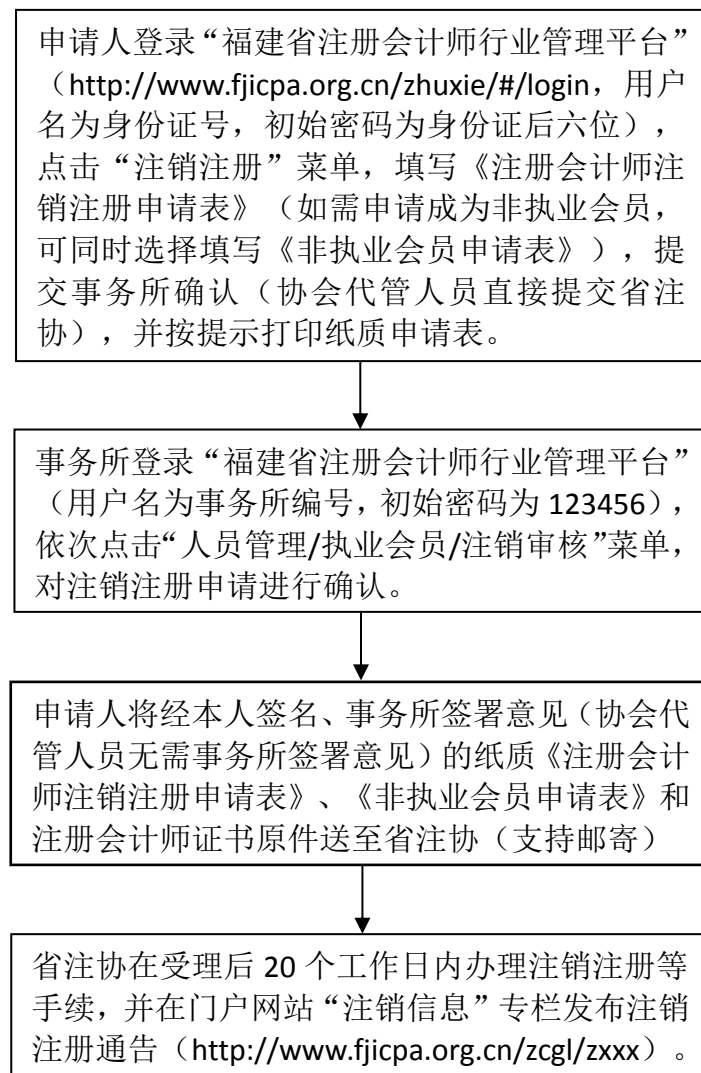 申请人登录“福建省注册会计师行业管理平台”
（http://www.fjicpa.org.cn/zhuxie/#/login，用户
名为身份证号，初始密码为身份证后六位），
点击“注销注册”菜单，填写《注册会计师注
销注册申请表》（如需申请成为非执业会员，
可同时选择填写《非执业会员申请表》），提
交事务所确认（协会代管人员直接提交省注
协），并按提示打印纸质申请表。
事务所登录“福建省注册会计师行业管理平台”
（用户名为事务所编号，初始密码为 123456），
依次点击“人员管理/执业会员/注销审核”菜单，
对注销注册申请进行确认。
申请人将经本人签名、事务所签署意见（协会代
管人员无需事务所签署意见）的纸质《注册会计
师注销注册申请表》、《非执业会员申请表》和
注册会计师证书原件送至省注协（支持邮寄）
省注协在受理后 20 个工作日内办理注销注册等
手续，并在门户网站“注销信息”专栏发布注销
注册通告（http://www.fjicpa.org.cn/zcgl/zxxx）。